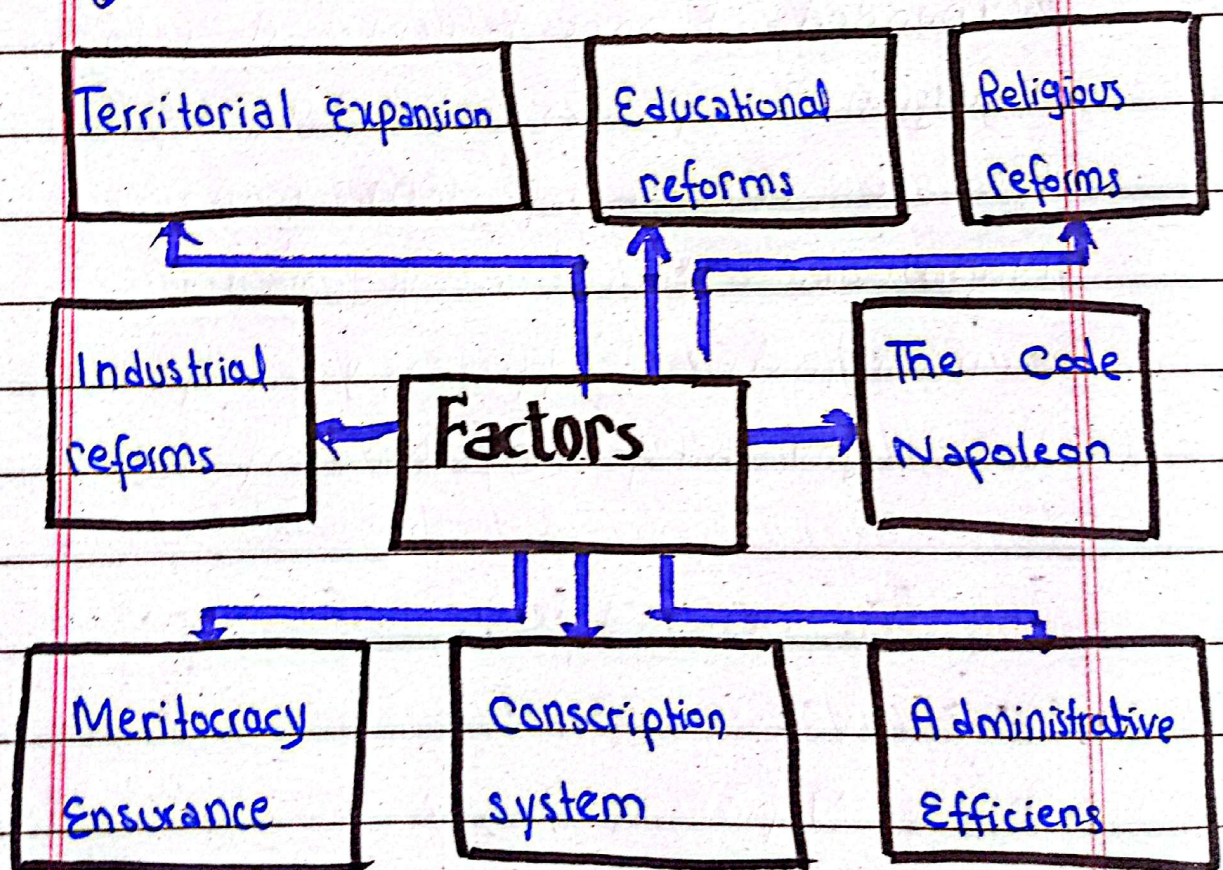 Territorial Expansion
Educational
reforms
Religious
reforms
Industrial
reforms
Factors
The Code
Napoleon
Meritocracy
Ensurance
Conscription
system
Administrative
Efficiens